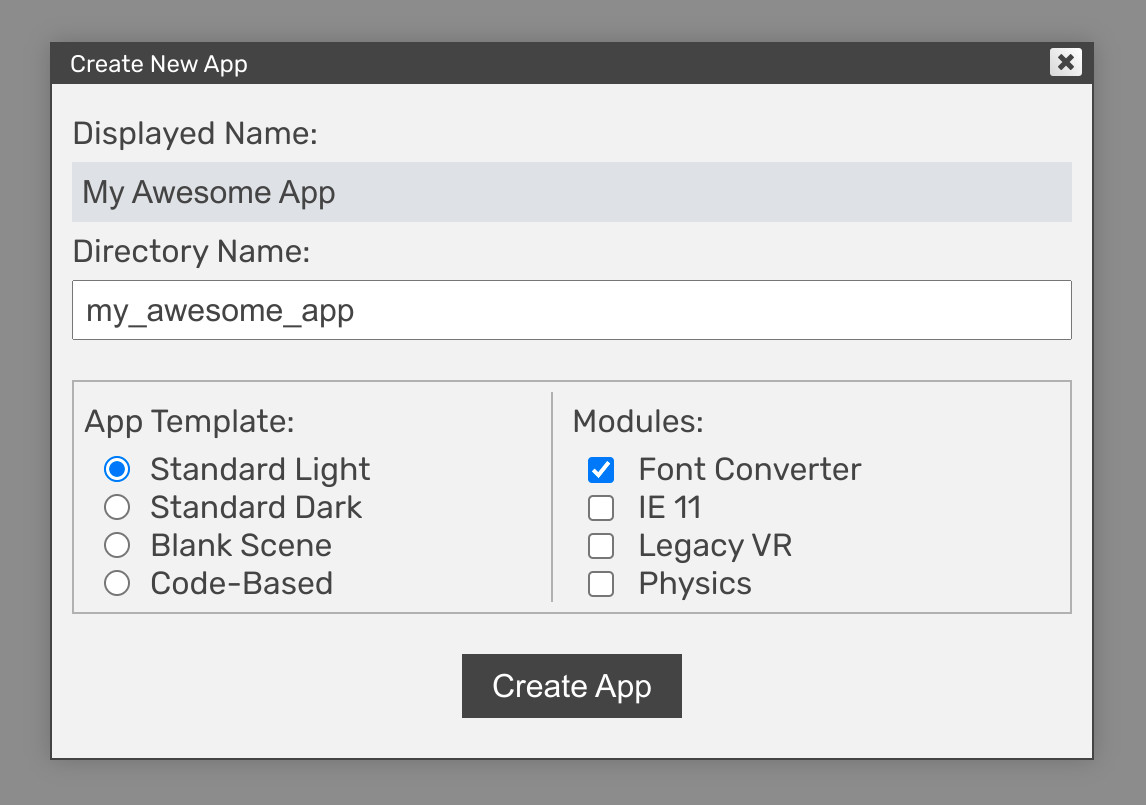 Create New App
Displayed Name:
My Awesome App
Directory Name:
my_awesome_app
App Template:
Standard Light
Standard Dark
Blank Scene
Code-Based
Modules:
Font Converter
IE 11
Legacy VR
Physics
Create App